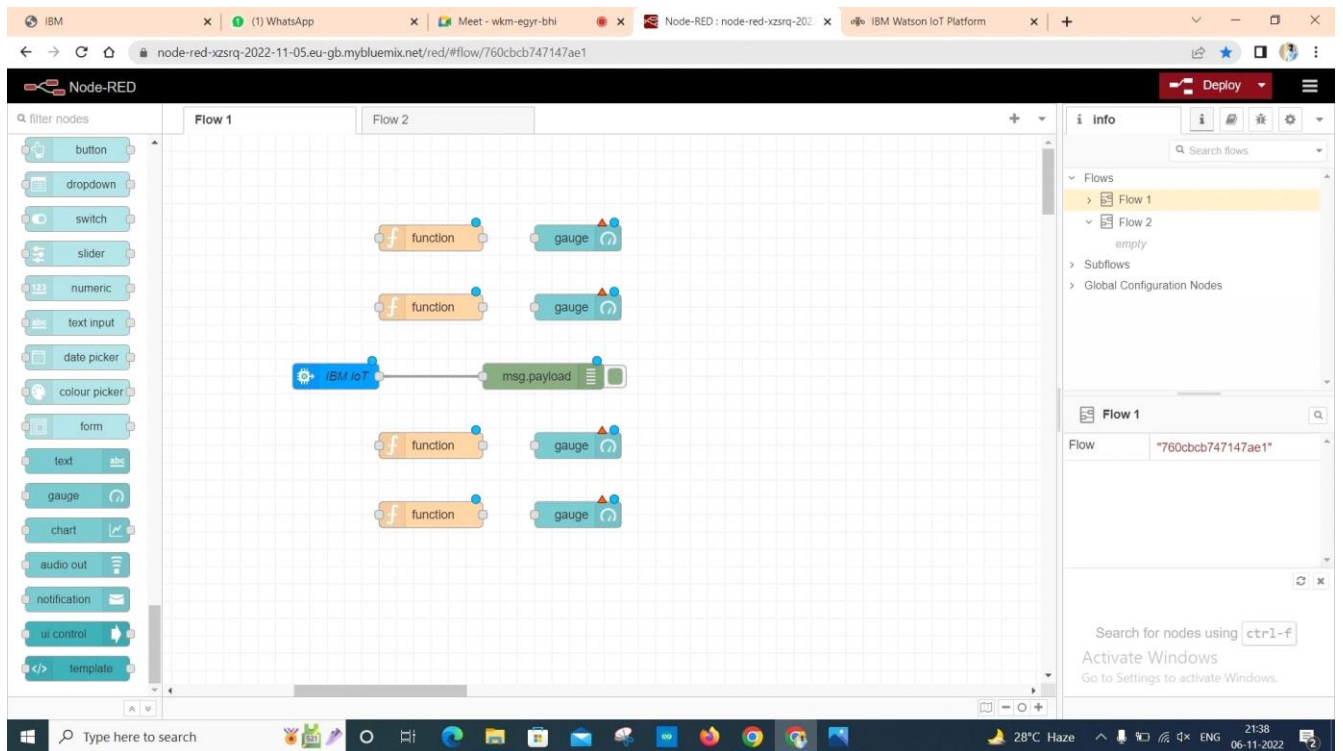 IBM
(1) WhatsApp
Meet - wkm-egyr-bhi
Node-RED : node-red-xzsrq-202
IBM Watson IoT Platform
node-red-xzsrq-2022-11-05.eu-gb.mybluemix.net/red/#flow/760cbcb747147ae1
Node-RED
Deploy
filter nodes
Flow 1
Flow 2
i info
button
dropdown
switch
slider
123 numeric
abc text input
date picker
colour picker
form
text abc
gauge
chart
audio out
notification
ui control
</> template
function
gauge
function
gauge
IBM IoT
msg.payload
function
gauge
function
gauge
Search flows
Flows
Flow 1
Flow 2
empty
Subflows
Global Configuration Nodes
Flow 1
Flow "760cbcb747147ae1"
Search for nodes using ctrl-f
Activate Windows
Go to Settings to activate Windows.
Type here to search
28°C Haze
ENG
21:38
06-11-2022
2